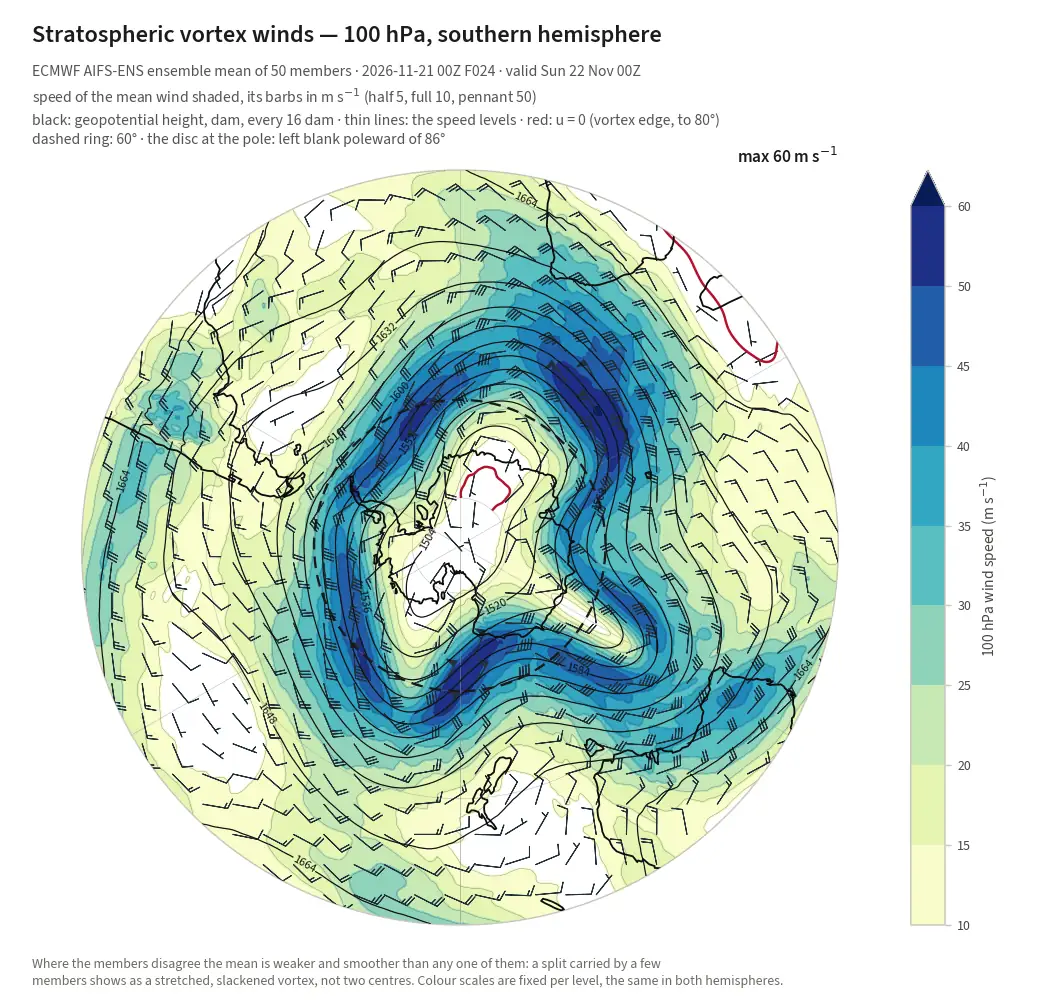 Stratospheric vortex winds — 100 hPa, southern hemisphere
ECMWF AIFS-ENS ensemble mean of 50 members · 2026-11-21 00Z F024 · valid Sun 22 Nov 00Z
speed of the mean wind shaded, its barbs in m s⁻¹ (half 5, full 10, pennant 50)
black: geopotential height, dam, every 16 dam · thin lines: the speed levels · red: u = 0 (vortex edge, to 80°)
dashed ring: 60° · the disc at the pole: left blank poleward of 86°
max 60 m s⁻¹
1664
1632
1600
1664
1504
1536
1520
1584
1664
1648
1664
60
50
45
40
35
30
25
20
15
10
100 hPa wind speed (m s⁻¹)
Where the members disagree the mean is weaker and smoother than any one of them: a split carried by a few
members shows as a stretched, slackened vortex, not two centres. Colour scales are fixed per level, the same in both hemispheres.